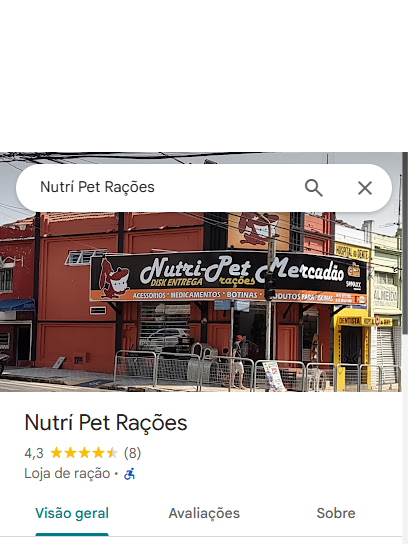 Nutrí Pet Rações
Nutri-Pet Mercadão
DISK ENTREGA rações
ACESSORIOS * MEDICAMENTOS * BOTINAS * PRODUTOS PARA PISCINAS
HOSPITAL do DENTE
DENTISTA
ALMEIDA
Nutrí Pet Rações
4,3 (8)
Loja de ração ·
Visão geral
Avaliações
Sobre